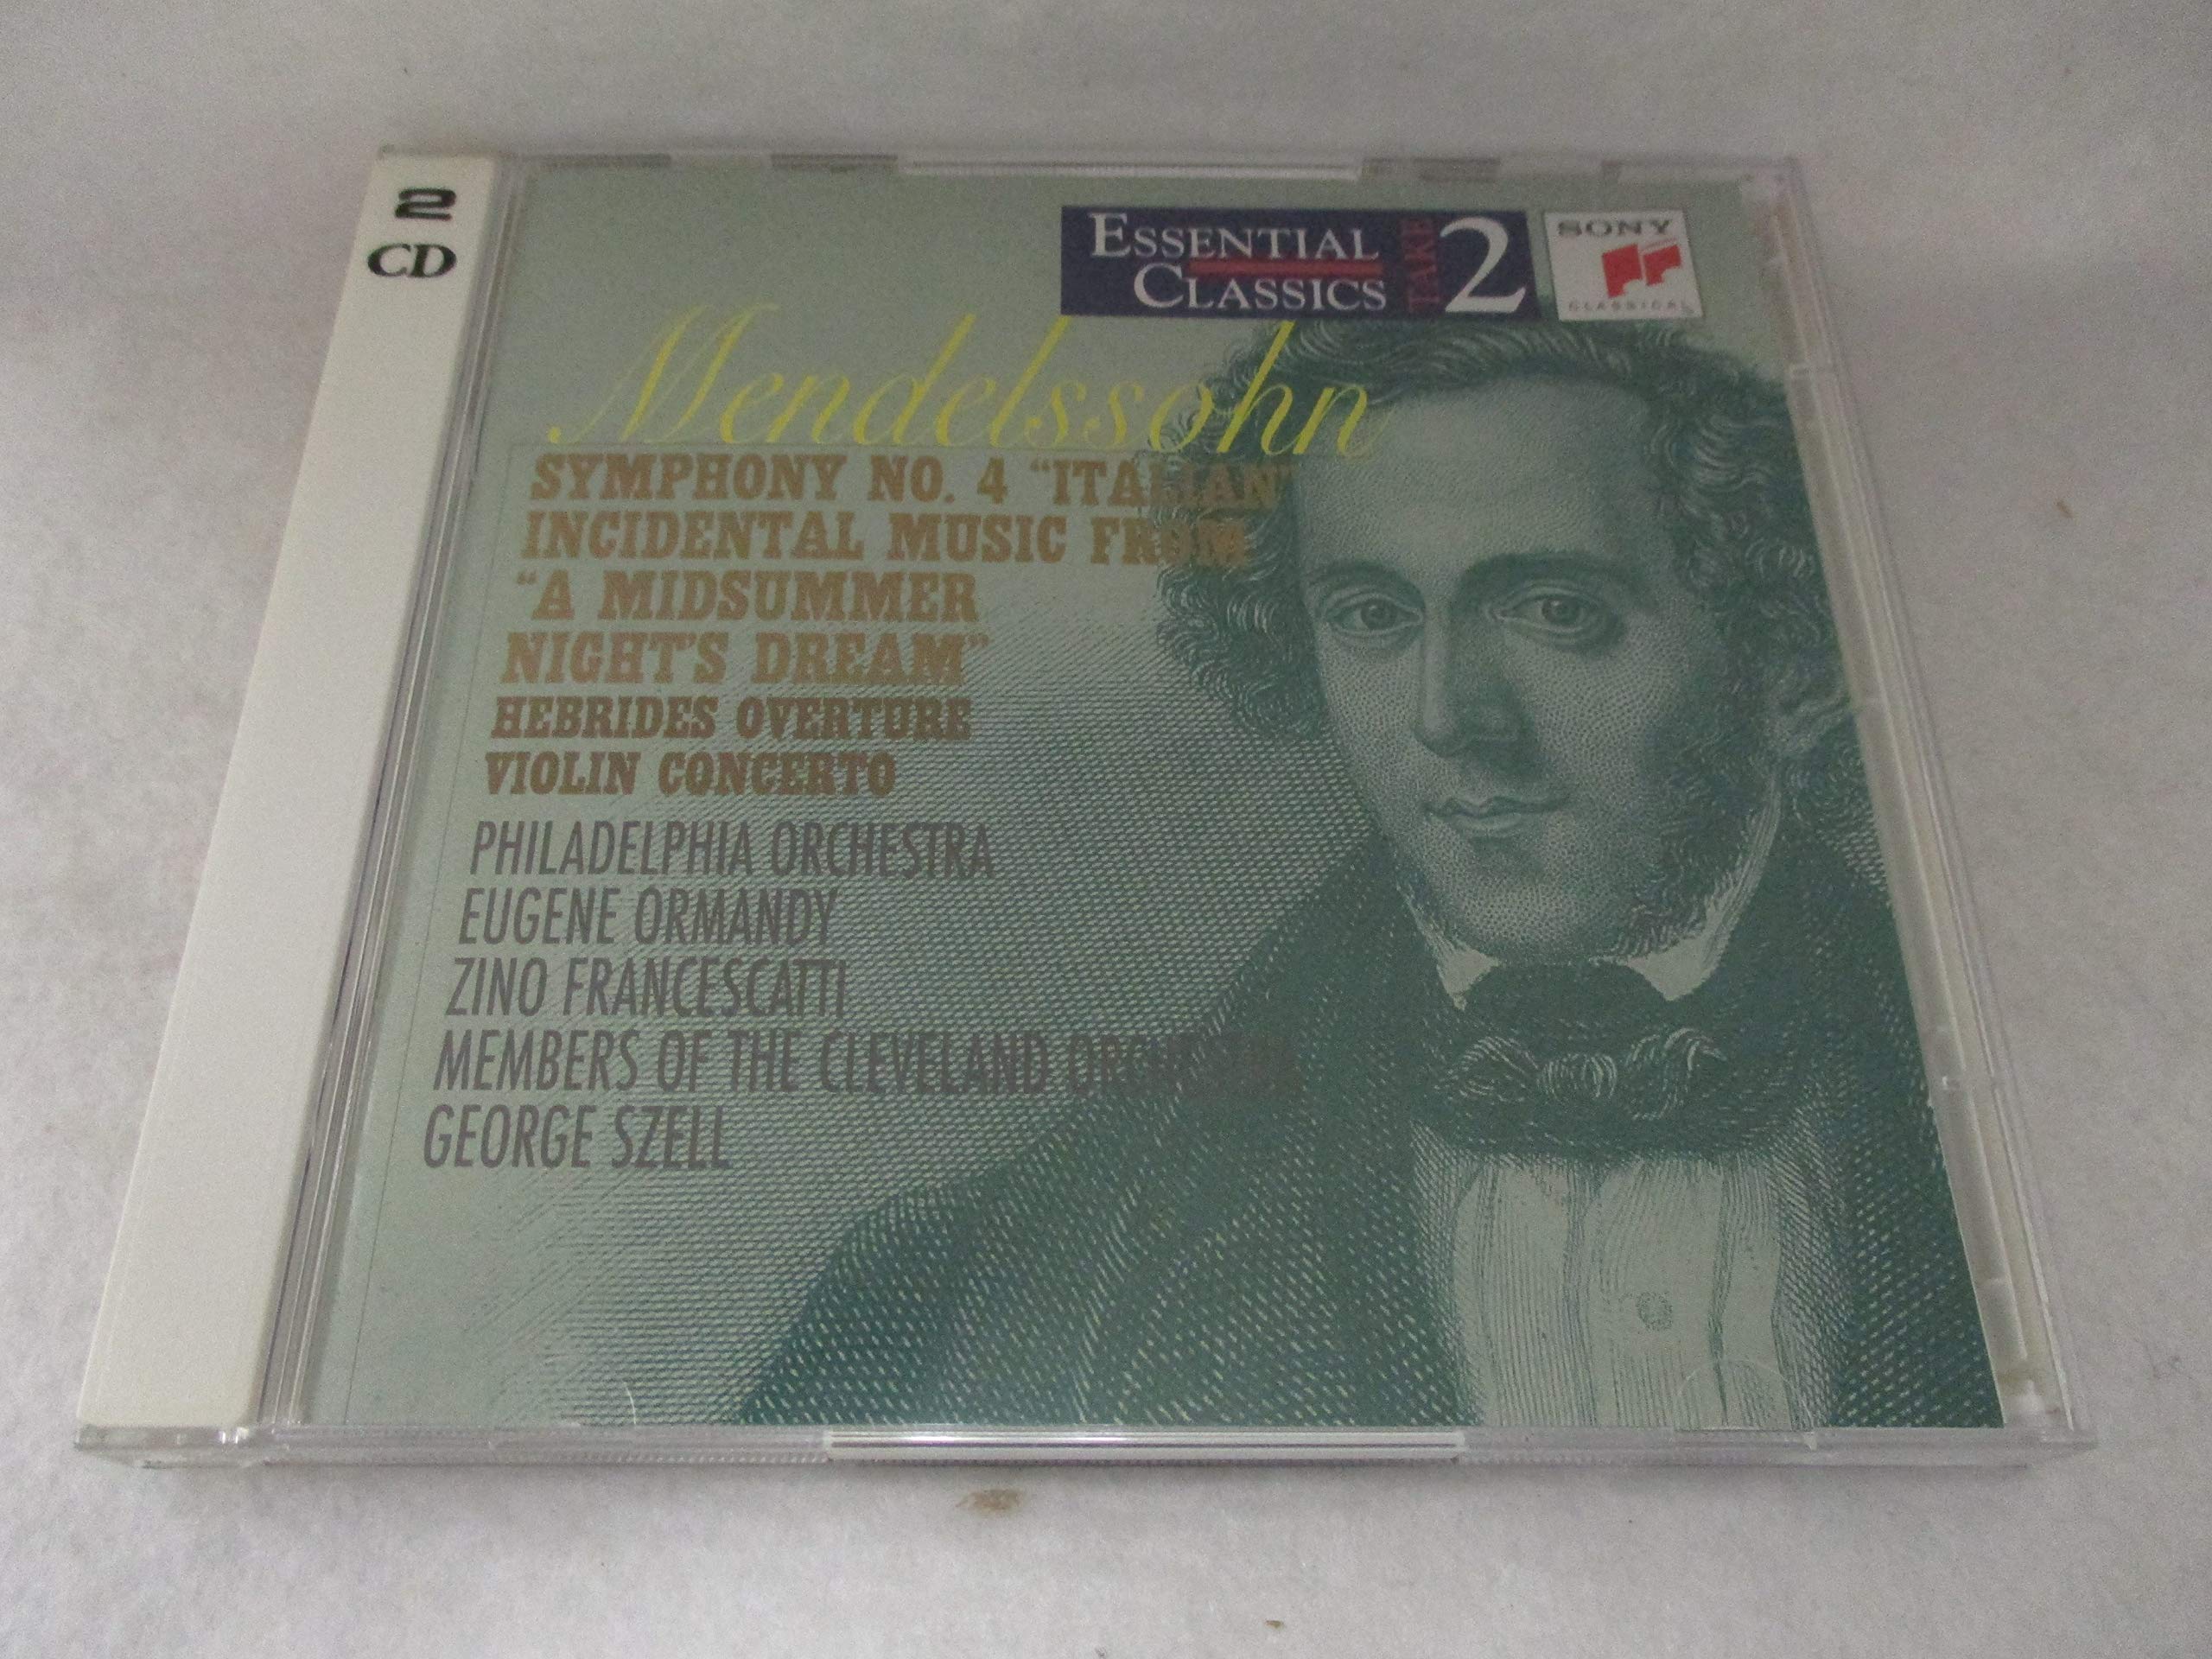 2
CD
ESSENTIAL
CLASSICS
TAKE
2
SONY
CLASSICAL
Mendelssohn
SYMPHONY NO. 4 “ITALIAN”
INCIDENTAL MUSIC FROM
“A MIDSUMMER
NIGHT'S DREAM”
HEBRIDES OVERTURE
VIOLIN CONCERTO
PHILADELPHIA ORCHESTRA
EUGENE ORMANDY
ZINO FRANCESCATTI
MEMBERS OF THE CLEVELAND ORCHESTRA
GEORGE SZELL